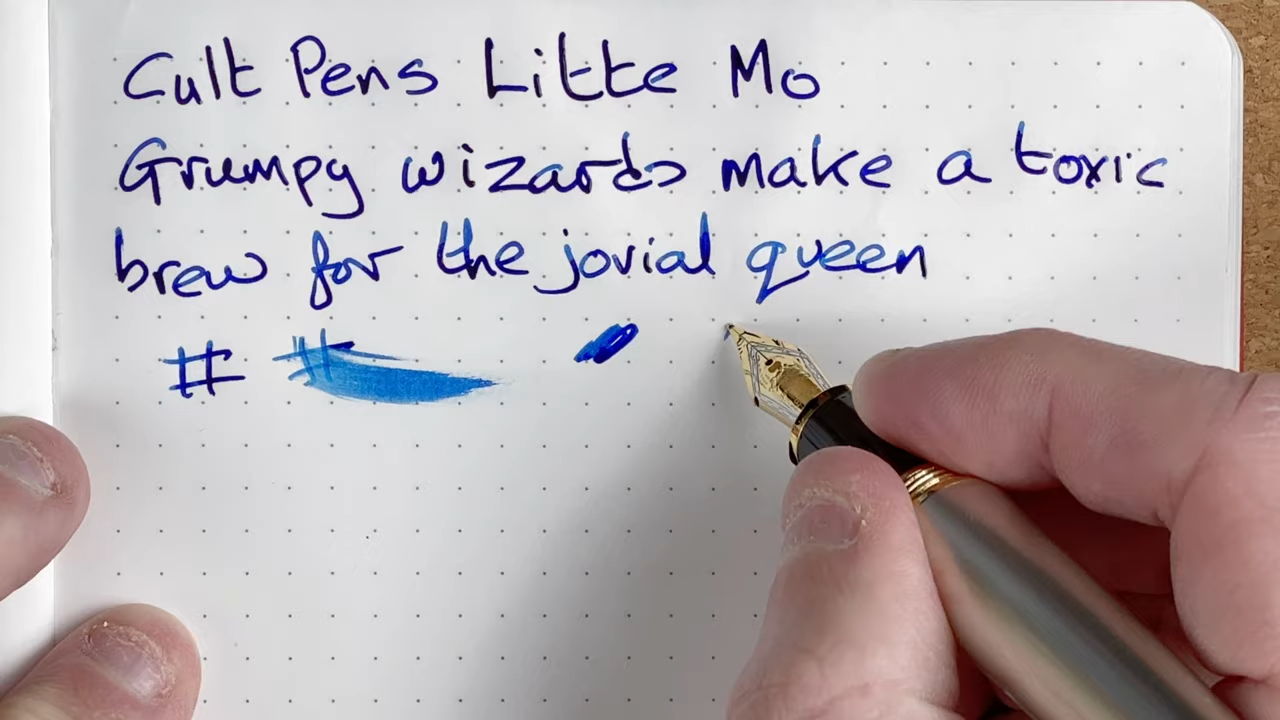 Cult Pens Litte Mo
Grumpy wizards make a toxic
brew for the jovial queen
#